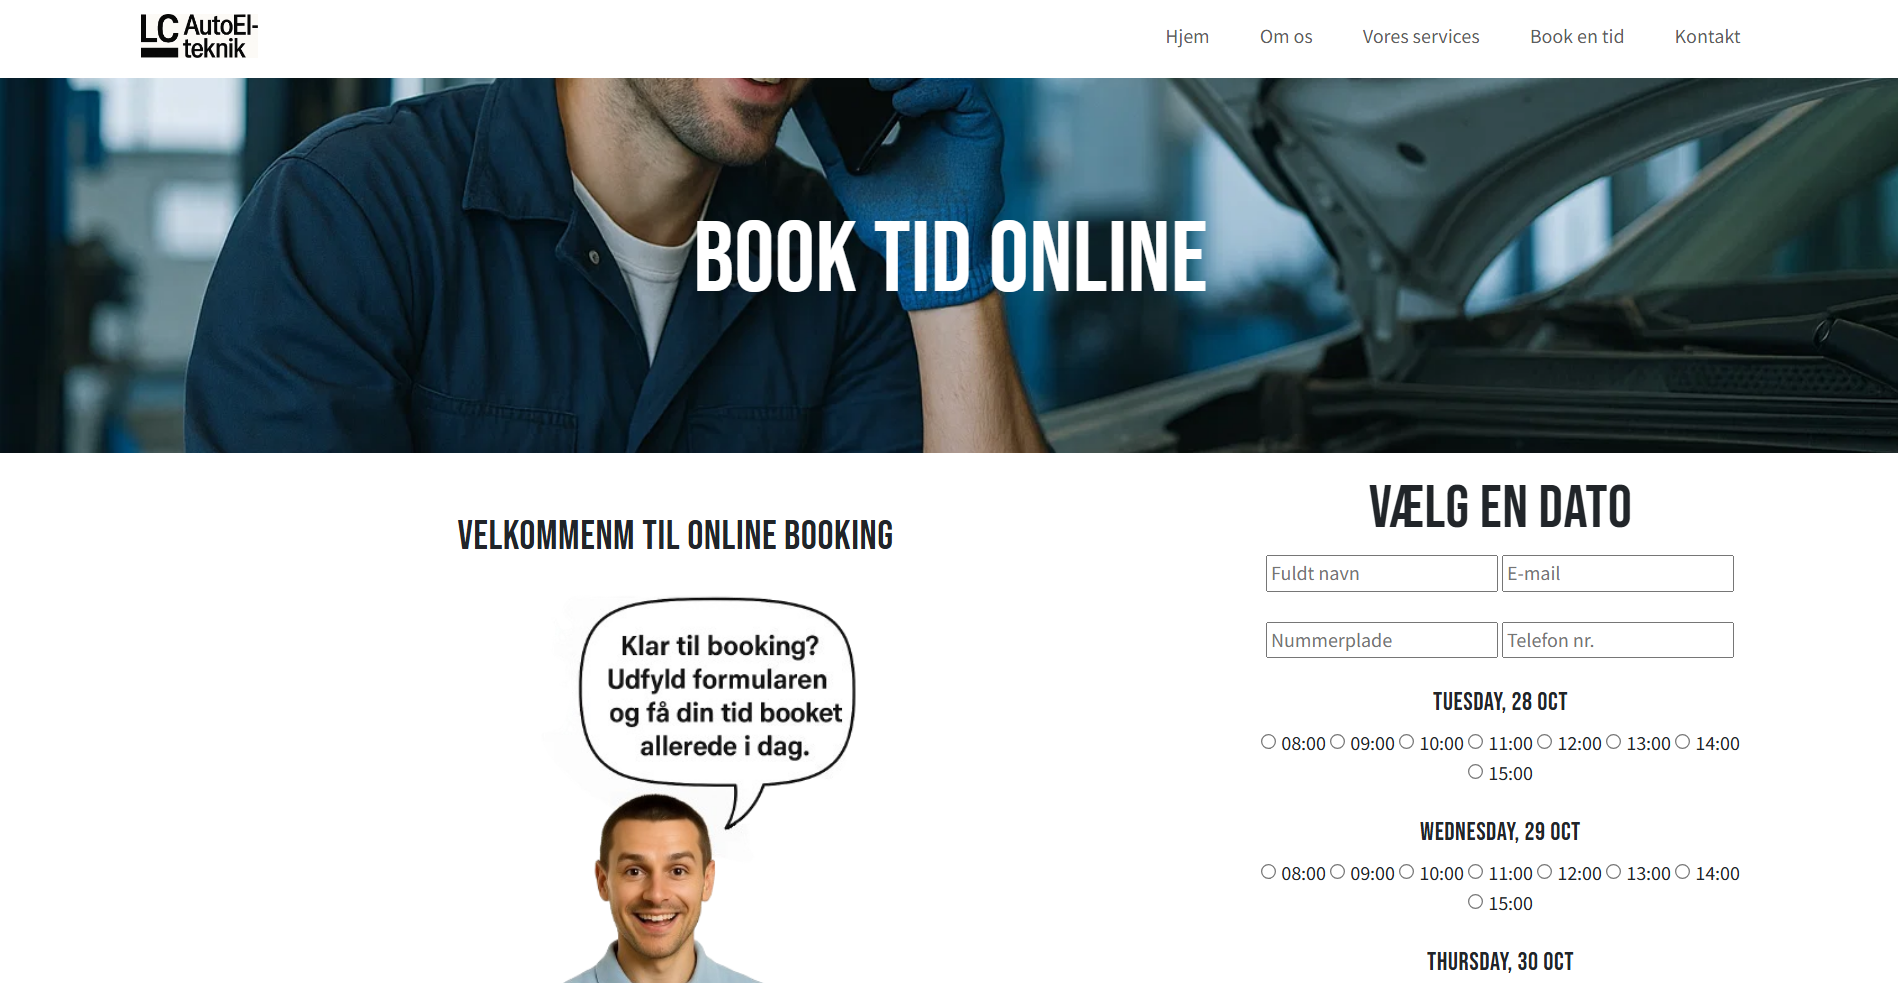 LC AutoEl-
teknik
Hjem Om os Vores services Book en tid Kontakt
BOOK TID ONLINE
VELKOMMENM TIL ONLINE BOOKING
Klar til booking?
Udfyld formularen
og få din tid booket
allerede i dag.
VÆLG EN DATO
Fuldt navn E-mail
Nummerplade Telefon nr.
TUESDAY, 28 OCT
08:00 09:00 10:00 11:00 12:00 13:00 14:00
15:00
WEDNESDAY, 29 OCT
08:00 09:00 10:00 11:00 12:00 13:00 14:00
15:00
THURSDAY, 30 OCT